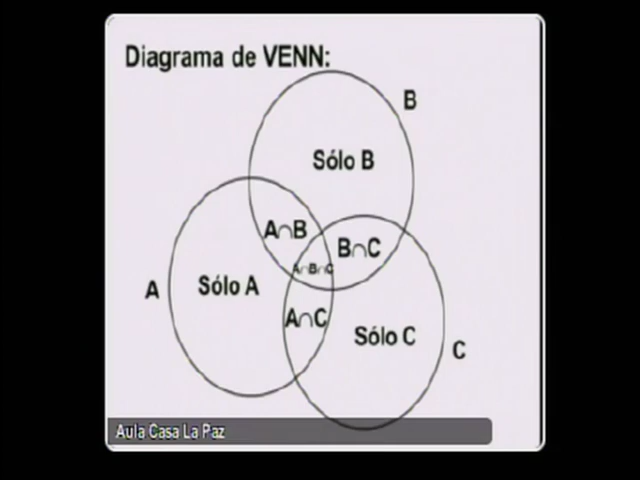 Diagrama de VENN:
B
Sólo B
A∩B
B∩C
A∩B∩C
A
Sólo A
A∩C
Sólo C
C
Aula Casa La Paz